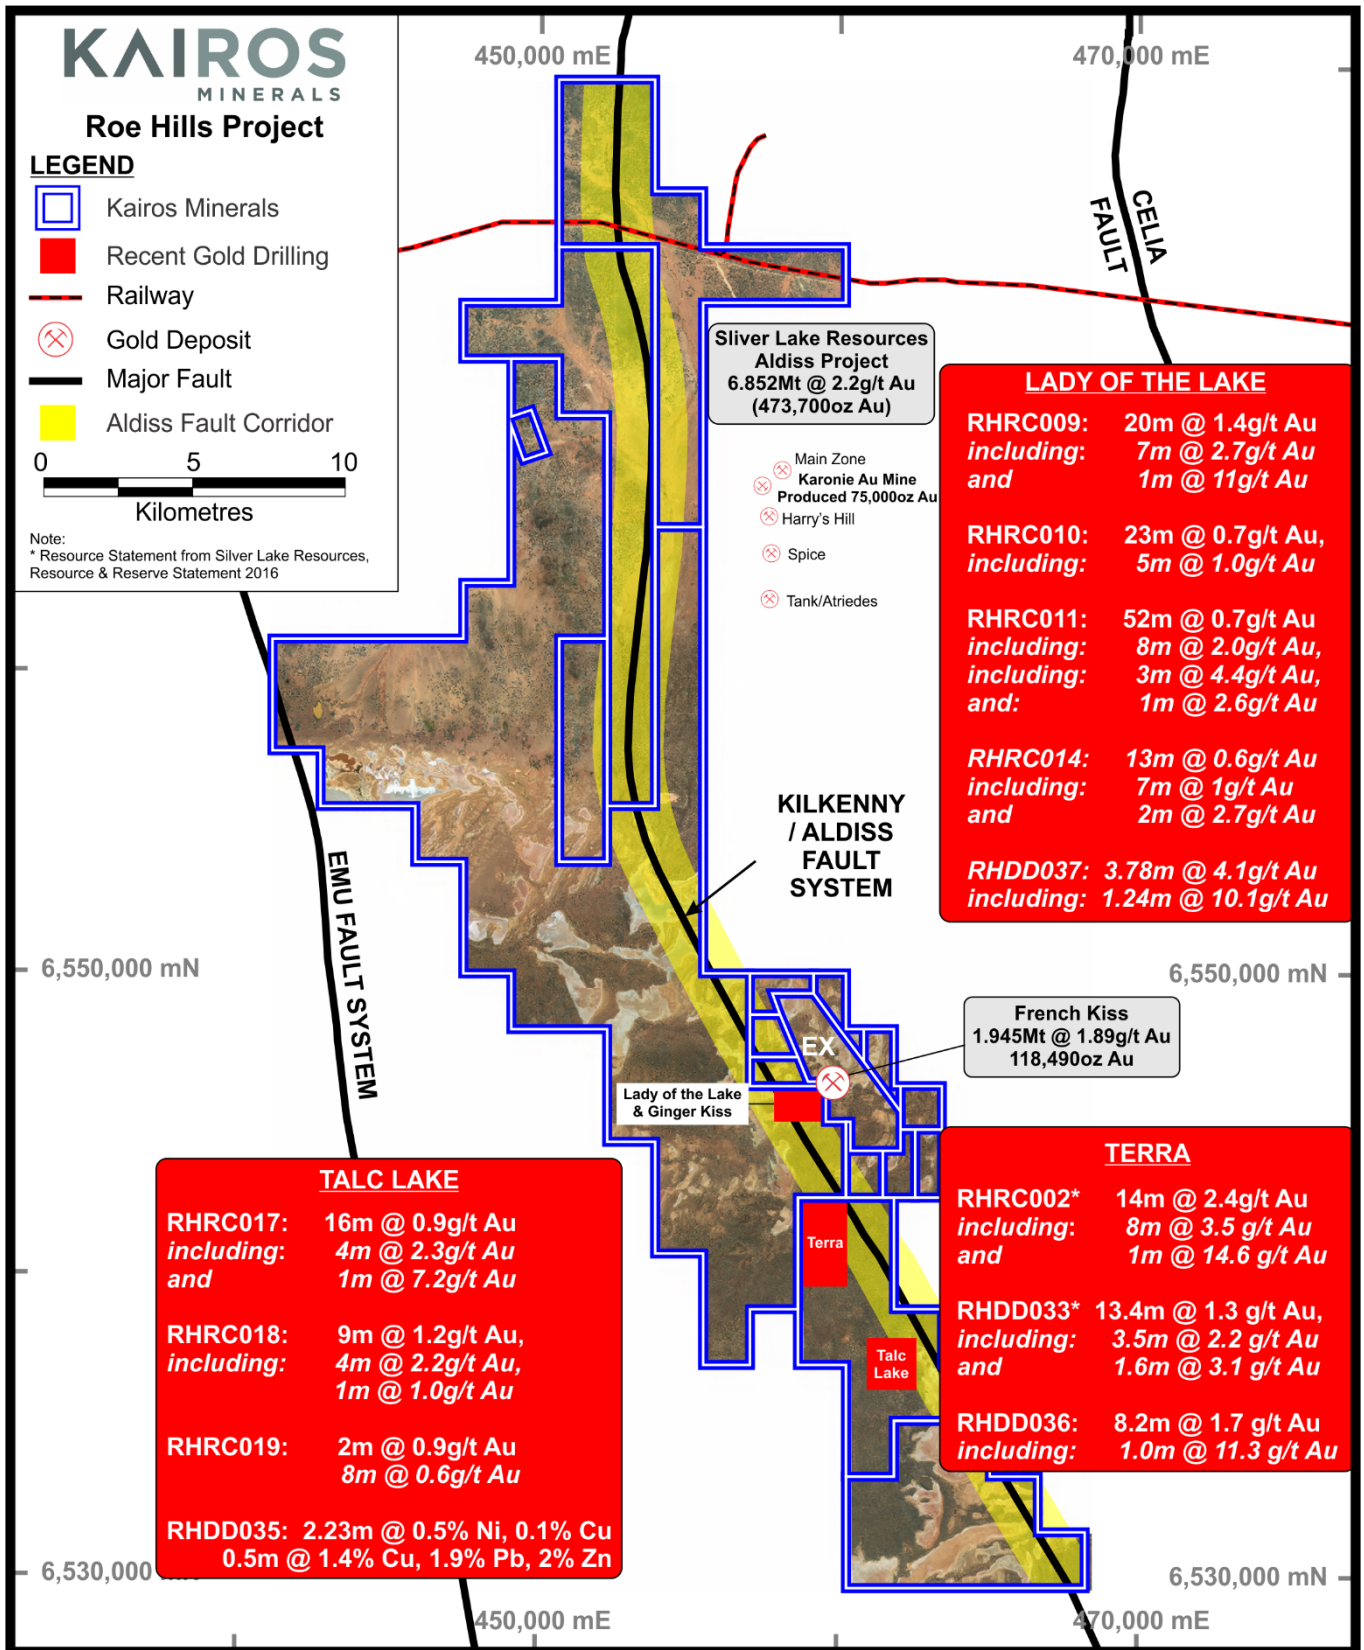 KAIROS
MINERALS
Roe Hills Project
LEGEND
Kairos Minerals
Recent Gold Drilling
Railway
Gold Deposit
Major Fault
Aldiss Fault Corridor
0 5 10
Kilometres
Note:
* Resource Statement from Silver Lake Resources,
Resource & Reserve Statement 2016
450,000 mE
470,000 mE
CELIA
FAULT
Sliver Lake Resources
Aldiss Project
6.852Mt @ 2.2g/t Au
(473,700oz Au)
Main Zone
Karonie Au Mine
Produced 75,000oz Au
Harry's Hill
Spice
Tank/Atriedes
LADY OF THE LAKE
RHRC009: 20m @ 1.4g/t Au
including: 7m @ 2.7g/t Au
and 1m @ 11g/t Au
RHRC010: 23m @ 0.7g/t Au,
including: 5m @ 1.0g/t Au
RHRC011: 52m @ 0.7g/t Au
including: 8m @ 2.0g/t Au,
including: 3m @ 4.4g/t Au,
and: 1m @ 2.6g/t Au
RHRC014: 13m @ 0.6g/t Au
including: 7m @ 1g/t Au
and 2m @ 2.7g/t Au
RHDD037: 3.78m @ 4.1g/t Au
including: 1.24m @ 10.1g/t Au
KILKENNY
/ ALDISS
FAULT
SYSTEM
EMU FAULT SYSTEM
6,550,000 mN
6,550,000 mN
French Kiss
1.945Mt @ 1.89g/t Au
118,490oz Au
EX
Lady of the Lake
& Ginger Kiss
TALC LAKE
RHRC017: 16m @ 0.9g/t Au
including: 4m @ 2.3g/t Au
and 1m @ 7.2g/t Au
RHRC018: 9m @ 1.2g/t Au,
including: 4m @ 2.2g/t Au,
1m @ 1.0g/t Au
RHRC019: 2m @ 0.9g/t Au
8m @ 0.6g/t Au
RHDD035: 2.23m @ 0.5% Ni, 0.1% Cu
0.5m @ 1.4% Cu, 1.9% Pb, 2% Zn
Terra
Talc
Lake
TERRA
RHRC002* 14m @ 2.4g/t Au
including: 8m @ 3.5 g/t Au
and 1m @ 14.6 g/t Au
RHDD033* 13.4m @ 1.3 g/t Au,
including: 3.5m @ 2.2 g/t Au
and 1.6m @ 3.1 g/t Au
RHDD036: 8.2m @ 1.7 g/t Au
including: 1.0m @ 11.3 g/t Au
6,530,000 mN
6,530,000 mN
450,000 mE
470,000 mE